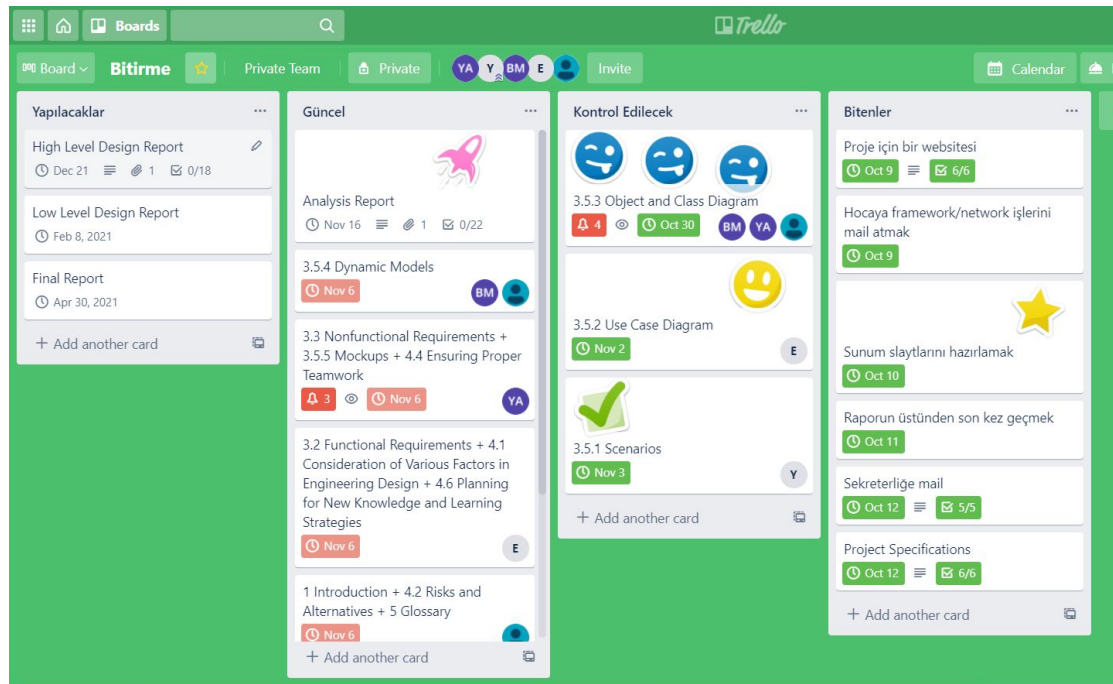 Boards
Trello
Board
Bitirme
Private Team
Private
YA
Y
BM
E
Invite
Calendar
Yapılacaklar
High Level Design Report
Dec 21 1 0/18
Low Level Design Report
Feb 8, 2021
Final Report
Apr 30, 2021
+ Add another card
Güncel
Analysis Report
Nov 16 1 0/22
3.5.4 Dynamic Models
Nov 6 BM
3.3 Nonfunctional Requirements +
3.5.5 Mockups + 4.4 Ensuring Proper
Teamwork
3 Nov 6 YA
3.2 Functional Requirements + 4.1
Consideration of Various Factors in
Engineering Design + 4.6 Planning
for New Knowledge and Learning
Strategies
Nov 6 E
1 Introduction + 4.2 Risks and
Alternatives + 5 Glossary
Nov 6
+ Add another card
Kontrol Edilecek
3.5.3 Object and Class Diagram
4 Oct 30 BM YA
3.5.2 Use Case Diagram
Nov 2 E
3.5.1 Scenarios
Nov 3 Y
+ Add another card
Bitenler
Proje için bir websitesi
Oct 9 6/6
Hocaya framework/network işlerini
mail atmak
Oct 9
Sunum slaytlarını hazırlamak
Oct 10
Raporun üstünden son kez geçmek
Oct 11
Sekreterliğe mail
Oct 12 5/5
Project Specifications
Oct 12 6/6
+ Add another card